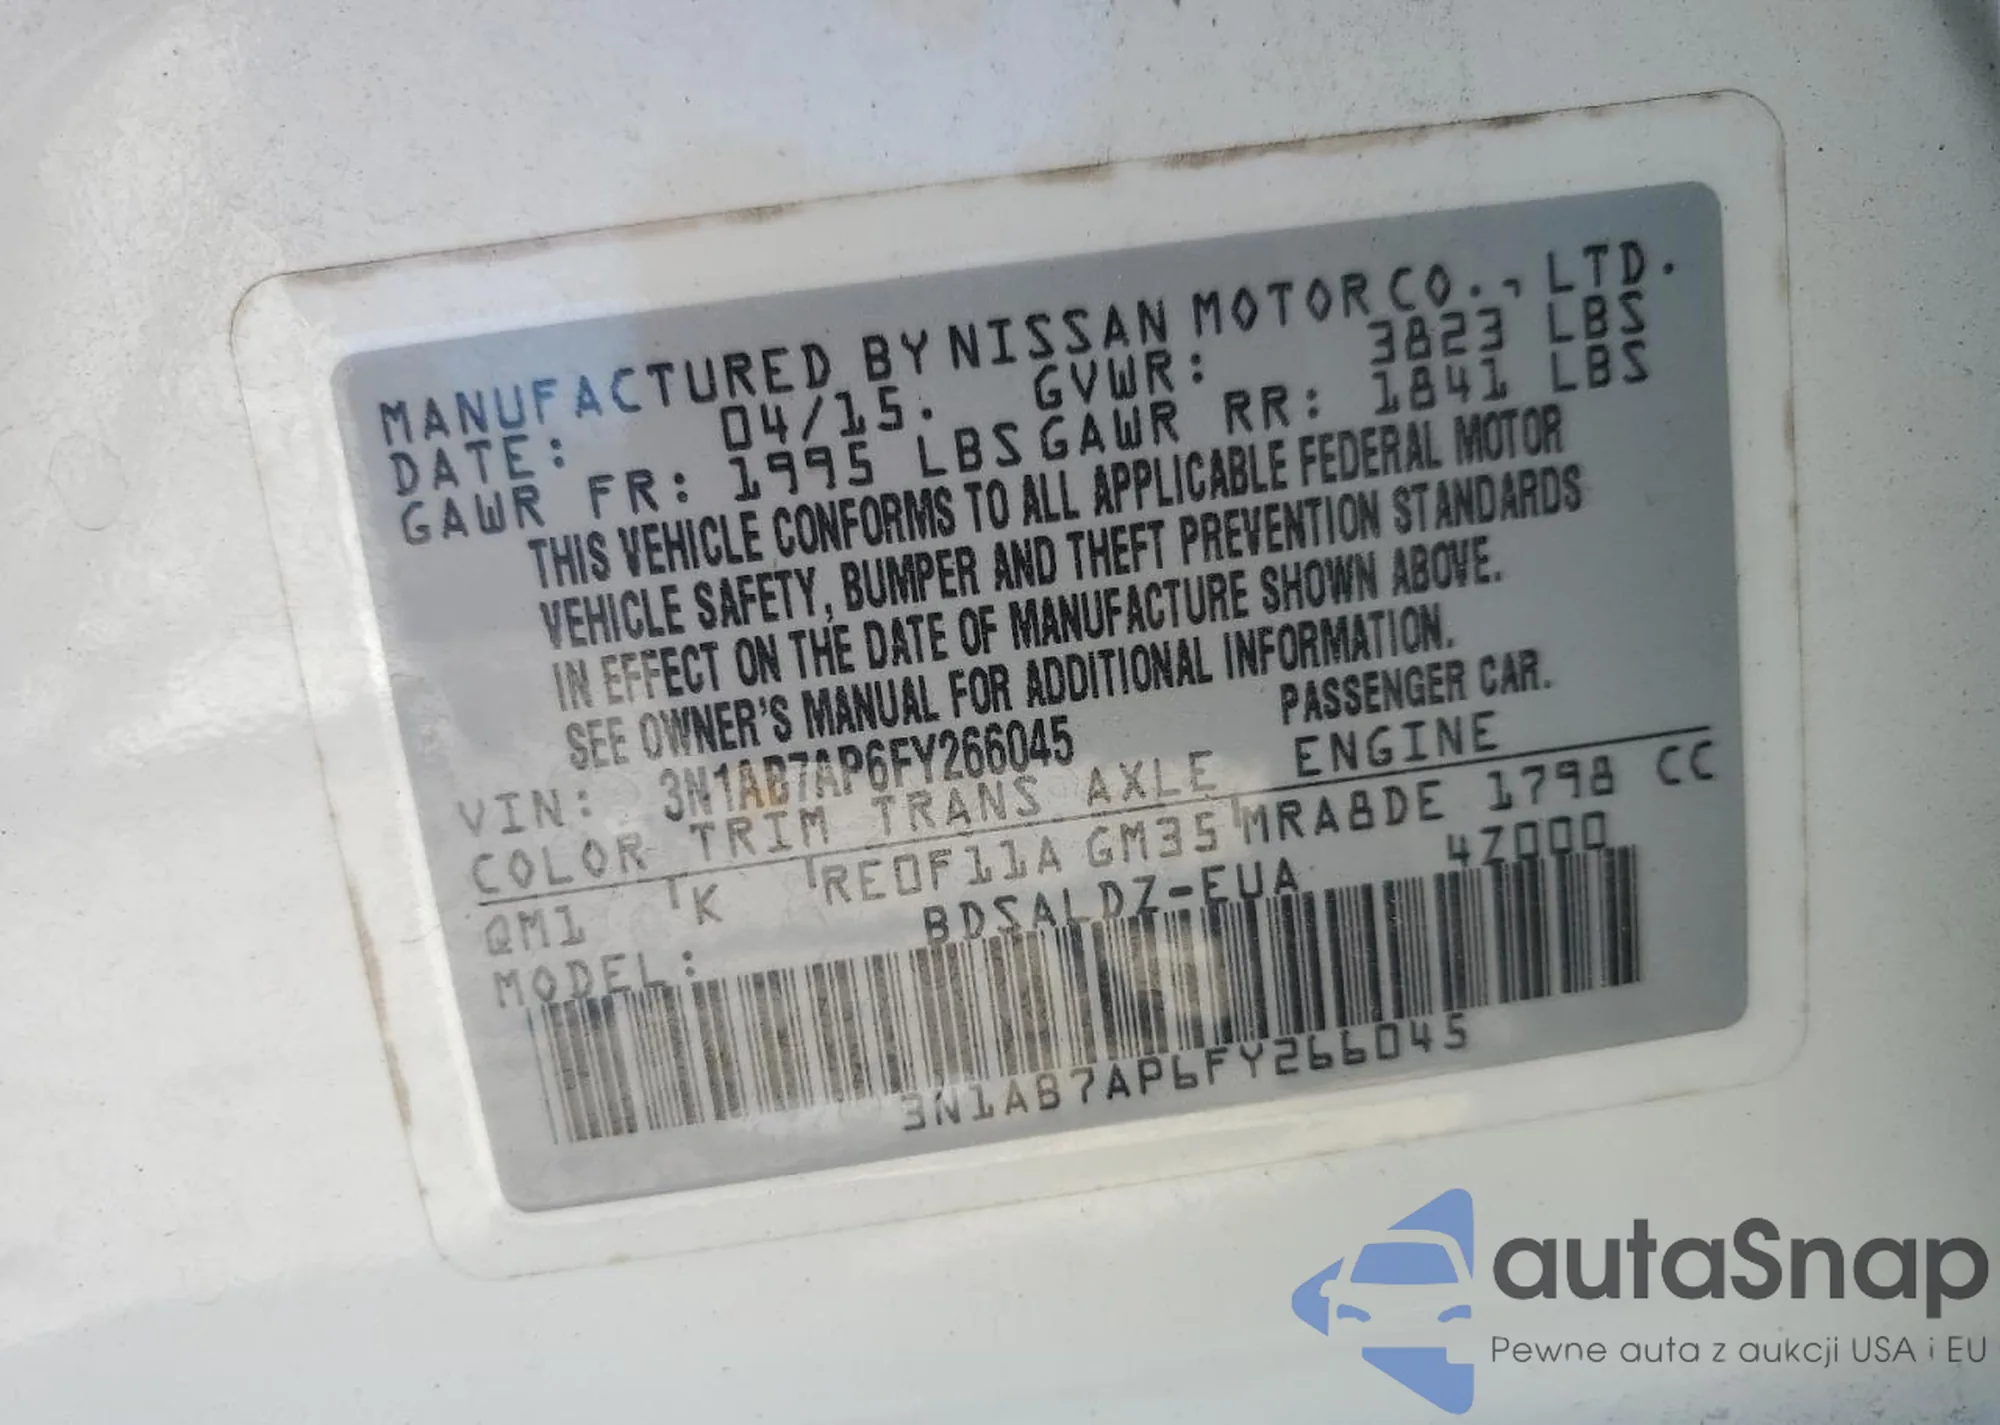 MANUFACTURED BY NISSAN MOTOR CO., LTD.
DATE: 04/15. GVWR: 3823 LBS
GAWR FR: 1995 LBS GAWR RR: 1841 LBS
THIS VEHICLE CONFORMS TO ALL APPLICABLE FEDERAL MOTOR
VEHICLE SAFETY, BUMPER AND THEFT PREVENTION STANDARDS
IN EFFECT ON THE DATE OF MANUFACTURE SHOWN ABOVE.
SEE OWNER'S MANUAL FOR ADDITIONAL INFORMATION.
VIN: 3N1AB7AP6FY266045 PASSENGER CAR.
COLOR TRIM TRANS AXLE ENGINE
QM1 K RE0F11A GM35 MRA8DE 1798 CC
MODEL: BDSALDZ-EUA 4Z000
3N1AB7AP6FY266045
autaSnap
Pewne auta z aukcji USA i EU